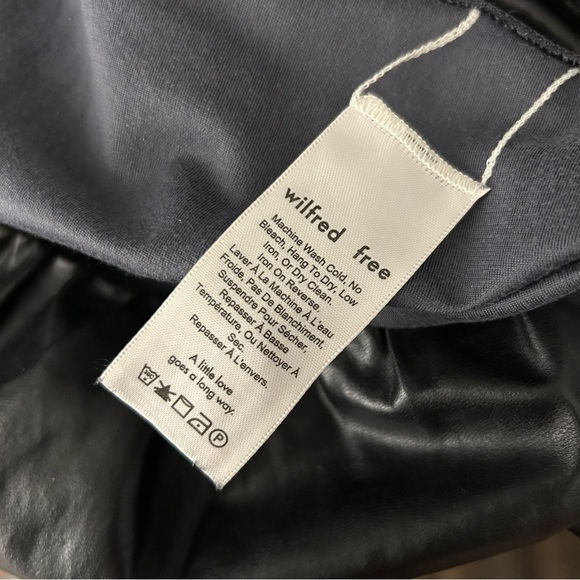 wilfred free
Machine Wash Cold, No
Bleach, Hang To Dry, Low
Iron, Or Dry Clean.
Iron On Reverse.
Laver À La Machine À L'eau
Froide, Pas De Blanchiment,
Suspendre Pour Sécher,
Repasser À Basse
Température, Ou Nettoyer À
Sec.
Repasser À L'envers.
A little love
goes a long way.
P